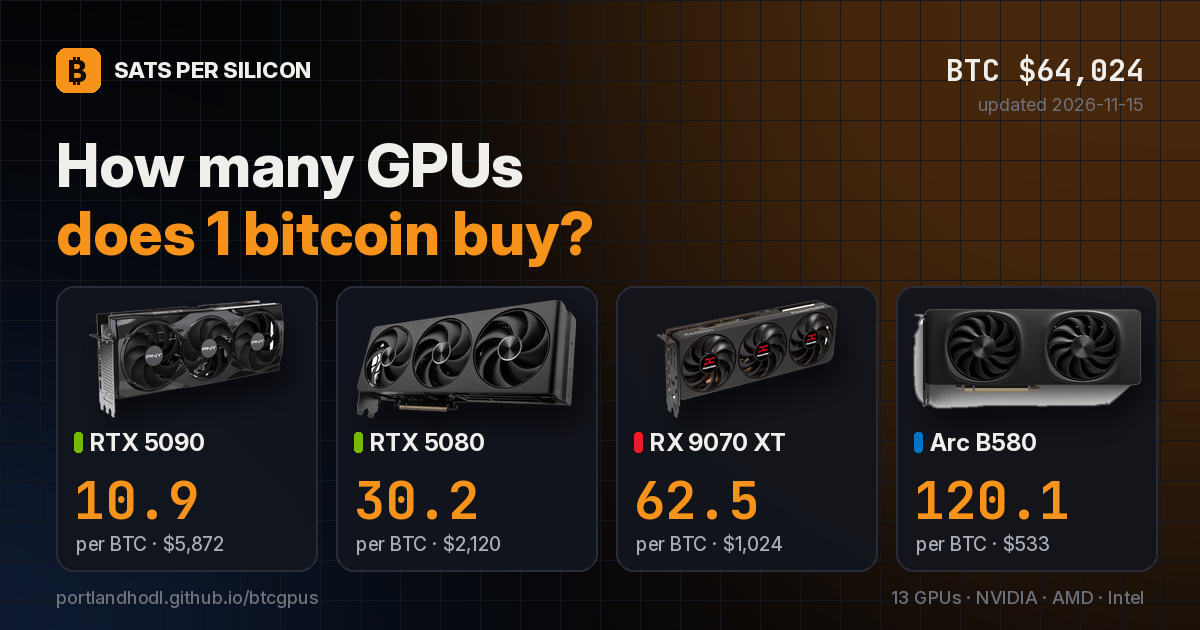 SATS PER SILICON
BTC $64,024
updated 2026-11-15
How many GPUs
does 1 bitcoin buy?
PNY PNY PNY
RTX 5090
10.9
per BTC · $5,872
RTX 5080
30.2
per BTC · $2,120
RX 9070 XT
62.5
per BTC · $1,024
Arc B580
120.1
per BTC · $533
portlandhodl.github.io/btcgpus
13 GPUs · NVIDIA · AMD · Intel